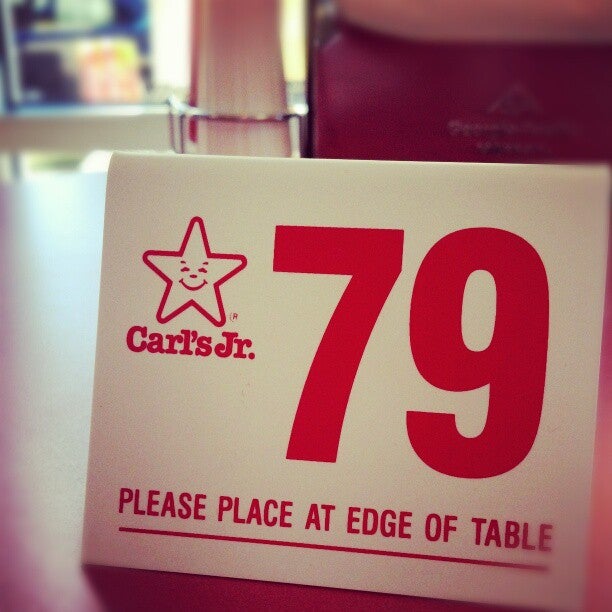 79
Carl's Jr.
PLEASE PLACE AT EDGE OF TABLE